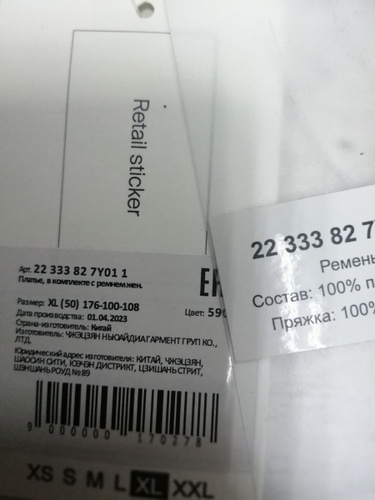 Retail sticker
Арт. 22 333 82 7Y01 1
Платье, в комплекте с ремнем жен.
Размер: XL (50) 176-100-108
Дата производства: 01.04.2023 Цвет: 590
Страна-изготовитель: Китай
Изготовитель: ЧЖЭЦЗЯН НЬЮАЙДИА ГАРМЕНТ ГРУП КО.,
ЛТД.
Юридический адрес изготовителя: КИТАЙ, ЧЖЭЦЗЯН,
ШАОСИН СИТИ, ЮЭЧЭН ДИСТРИКТ, ЦЗИШАНЬ СТРИТ,
ШЭНШАНЬ РОУД №89
9 000000 170278
XS S M L XL XXL
22 333 82 7
Ремень
Состав: 100% п
Пряжка: 100%